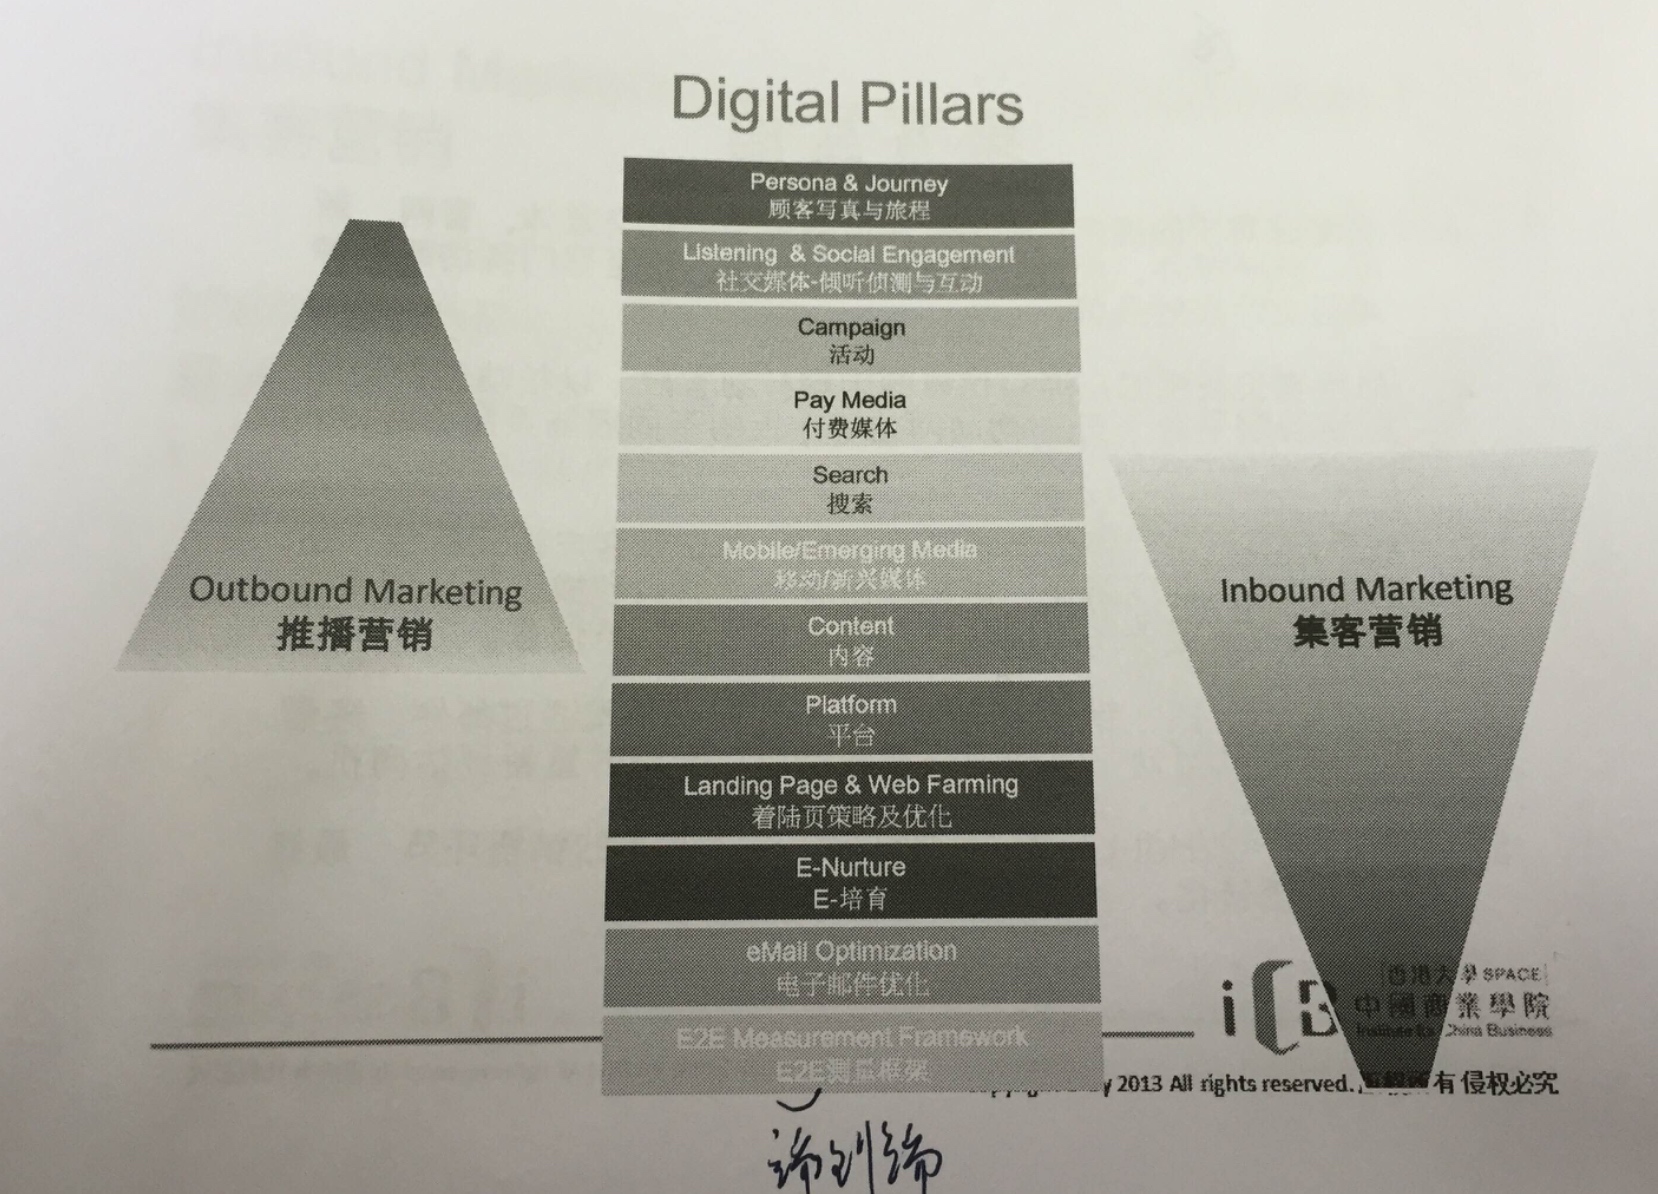 Digital Pillars
Persona & Journey
顾客写真与旅程
Listening & Social Engagement
社交媒体-倾听侦测与互动
Campaign
活动
Pay Media
付费媒体
Search
搜索
Mobile/Emerging Media
移动/新兴媒体
Content
内容
Platform
平台
Landing Page & Web Farming
着陆页策略及优化
E-Nurture
E-培育
eMail Optimization
电子邮件优化
E2E Measurement Framework
E2E测量框架
Outbound Marketing
推播营销
Inbound Marketing
集客营销
iCB
香港大學 SPACE
中國商業學院
Institute for China Business
2013 All rights reserved. 版权所有 侵权必究
端到端